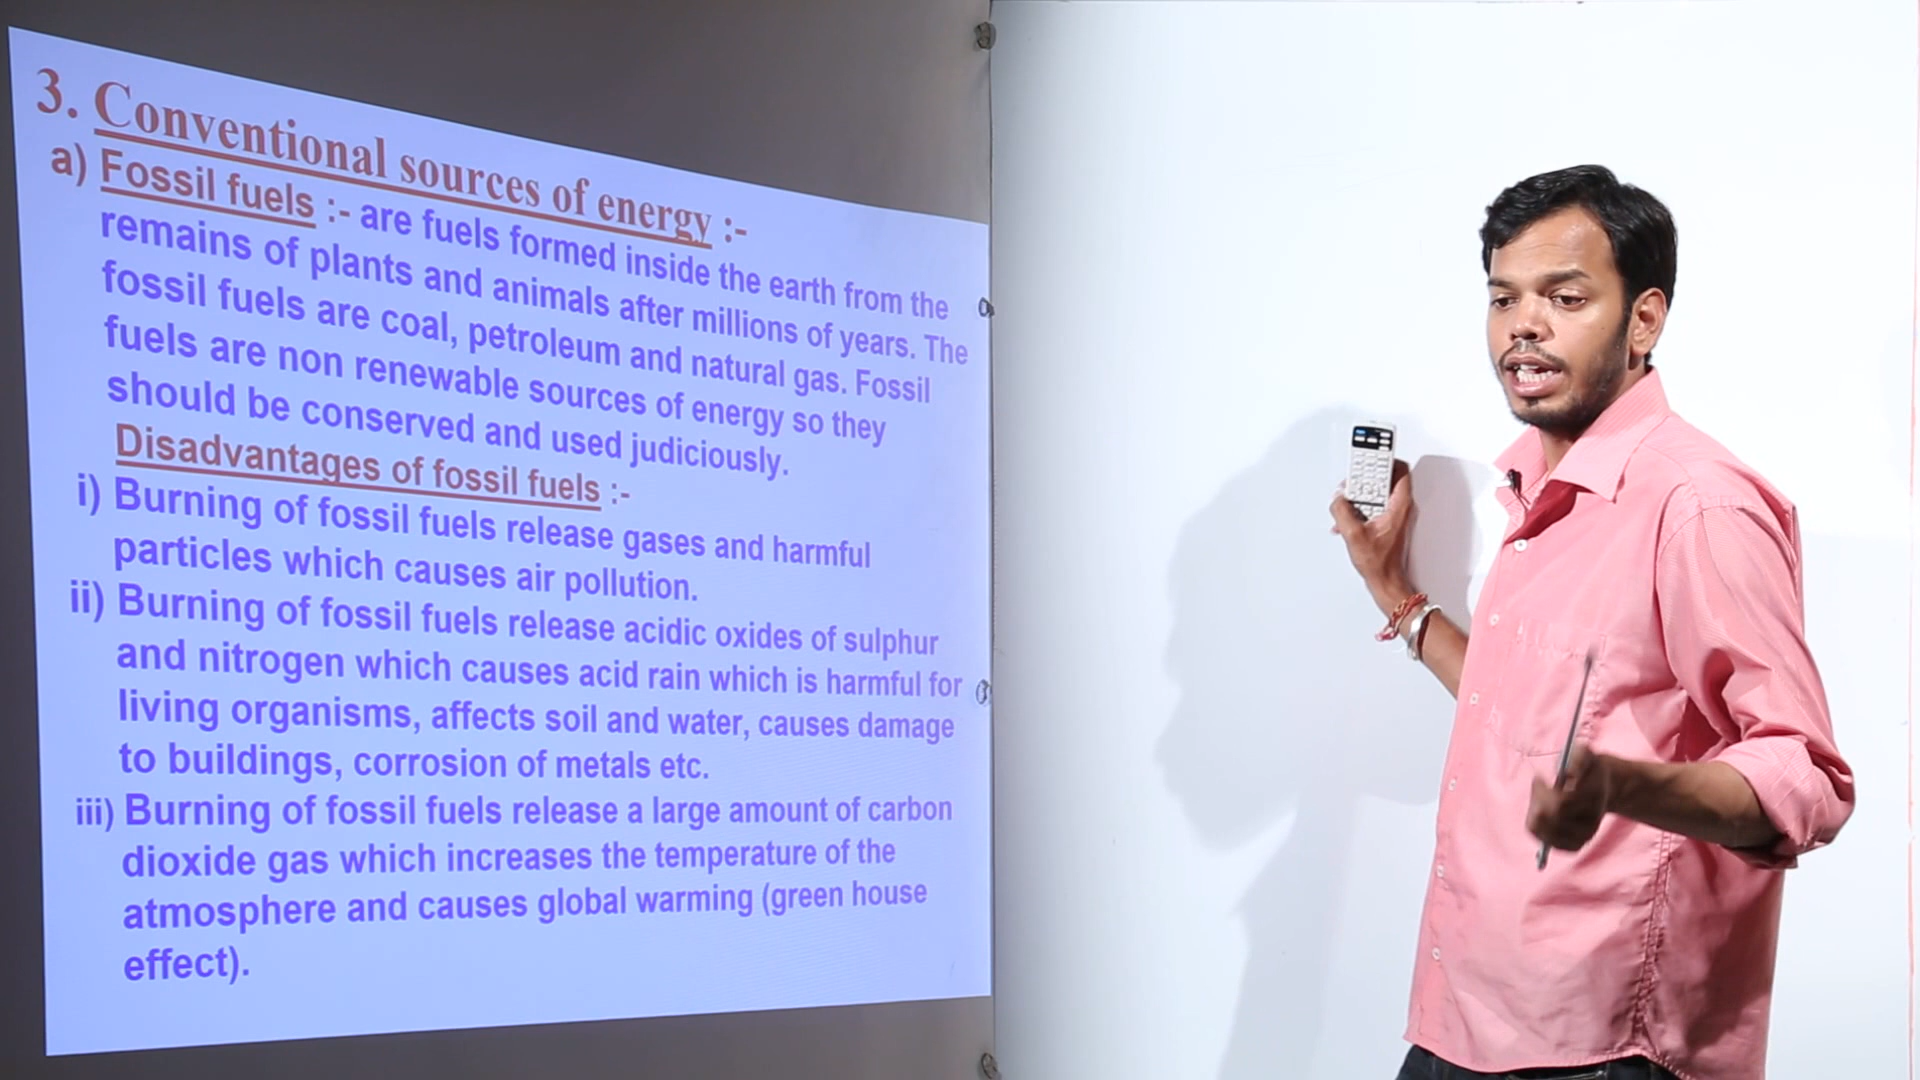 3. Conventional sources of energy :-
a) Fossil fuels :- are fuels formed inside the earth from the
remains of plants and animals after millions of years. The
fossil fuels are coal, petroleum and natural gas. Fossil
fuels are non renewable sources of energy so they
should be conserved and used judiciously.
Disadvantages of fossil fuels :-
i) Burning of fossil fuels release gases and harmful
particles which causes air pollution.
ii) Burning of fossil fuels release acidic oxides of sulphur
and nitrogen which causes acid rain which is harmful for
living organisms, affects soil and water, causes damage
to buildings, corrosion of metals etc.
iii) Burning of fossil fuels release a large amount of carbon
dioxide gas which increases the temperature of the
atmosphere and causes global warming (green house
effect).